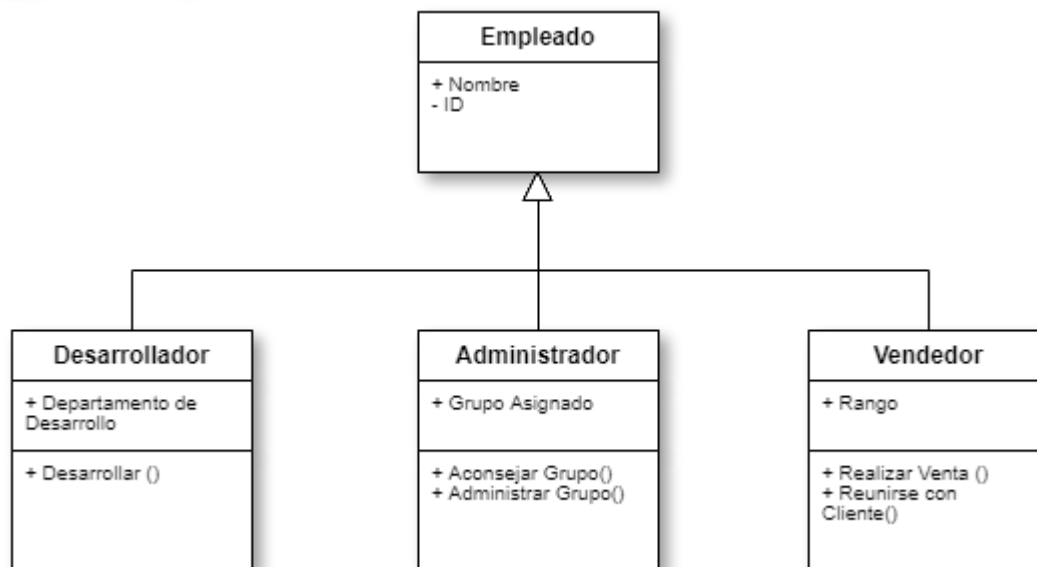 Empleado
+ Nombre
- ID
Desarrollador
+ Departamento de
Desarrollo
+ Desarrollar ()
Administrador
+ Grupo Asignado
+ Aconsejar Grupo()
+ Administrar Grupo()
Vendedor
+ Rango
+ Realizar Venta ()
+ Reunirse con
Cliente()